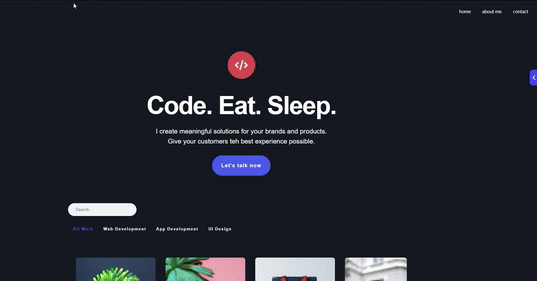 home about me contact
</>
Code. Eat. Sleep.
I create meaningful solutions for your brands and products.
Give your customers teh best experience possible.
Let's talk now
Search...
All Work Web Development App Development UI Design